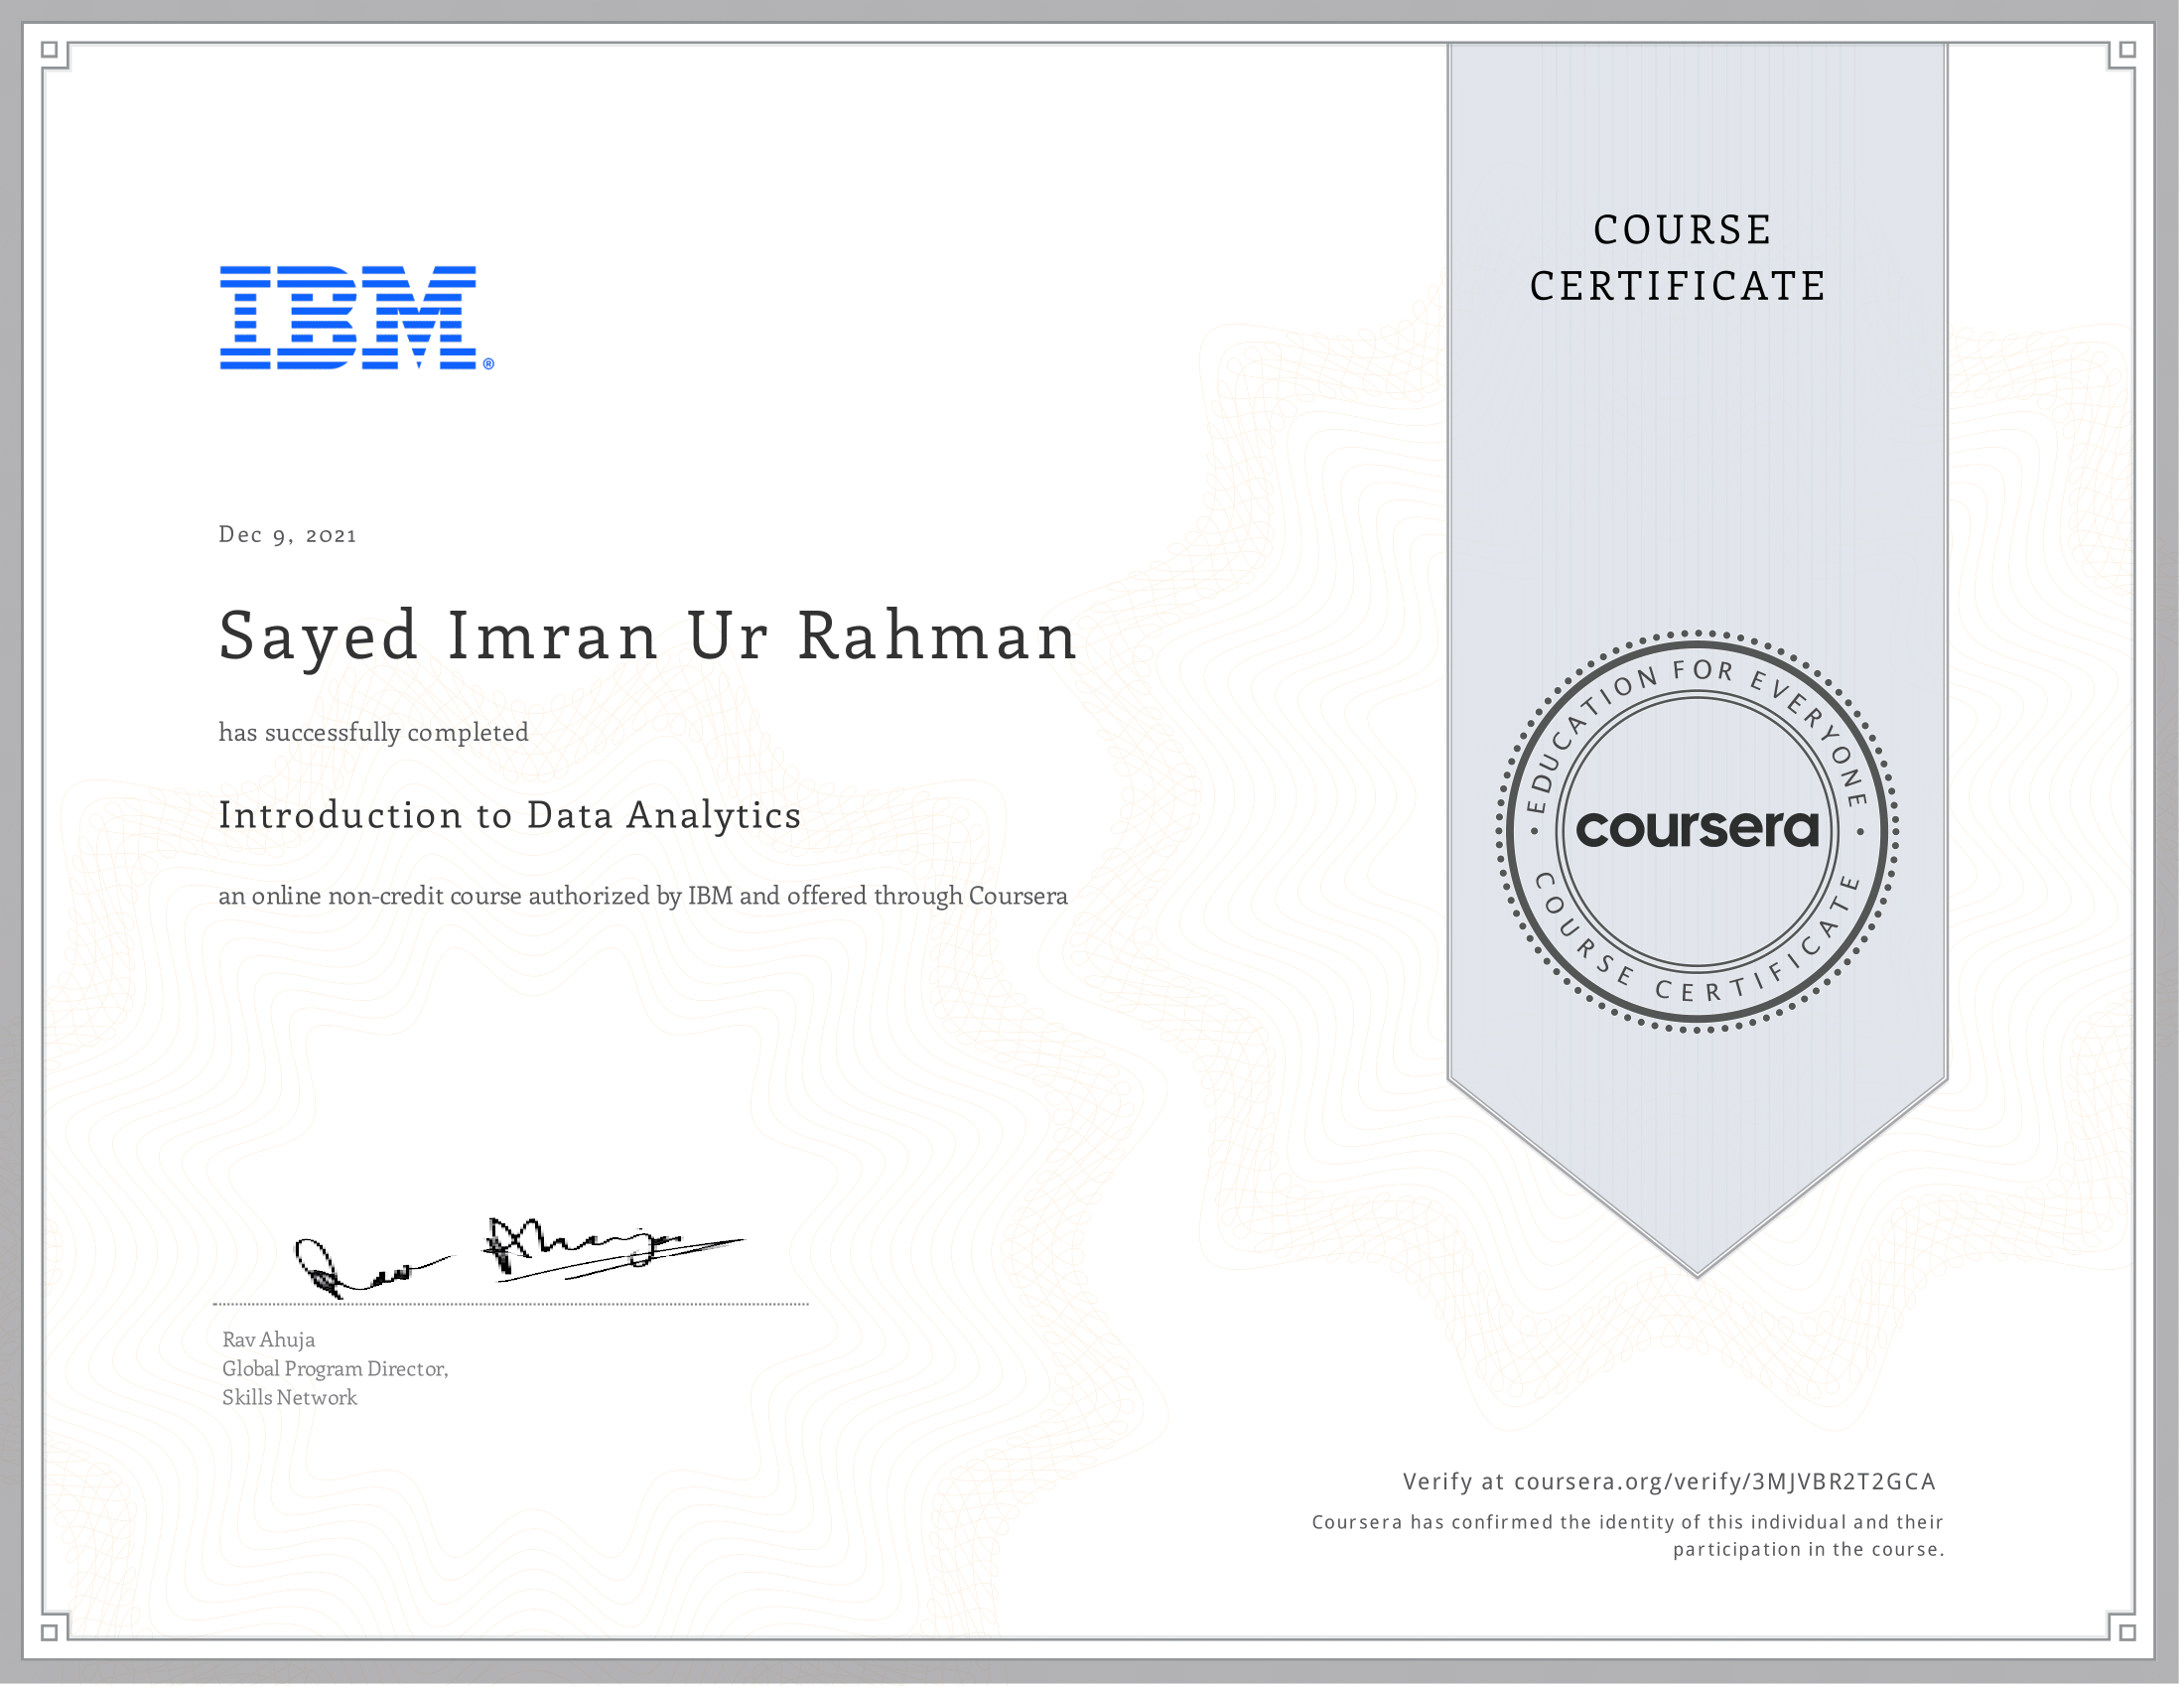 IBM®
COURSE
CERTIFICATE
Dec 9, 2021
Sayed Imran Ur Rahman
has successfully completed
Introduction to Data Analytics
an online non-credit course authorized by IBM and offered through Coursera
EDUCATION FOR EVERYONE
coursera
COURSE CERTIFICATE
Rav Ahuja
Global Program Director,
Skills Network
Verify at coursera.org/verify/3MJVBR2T2GCA
Coursera has confirmed the identity of this individual and their
participation in the course.